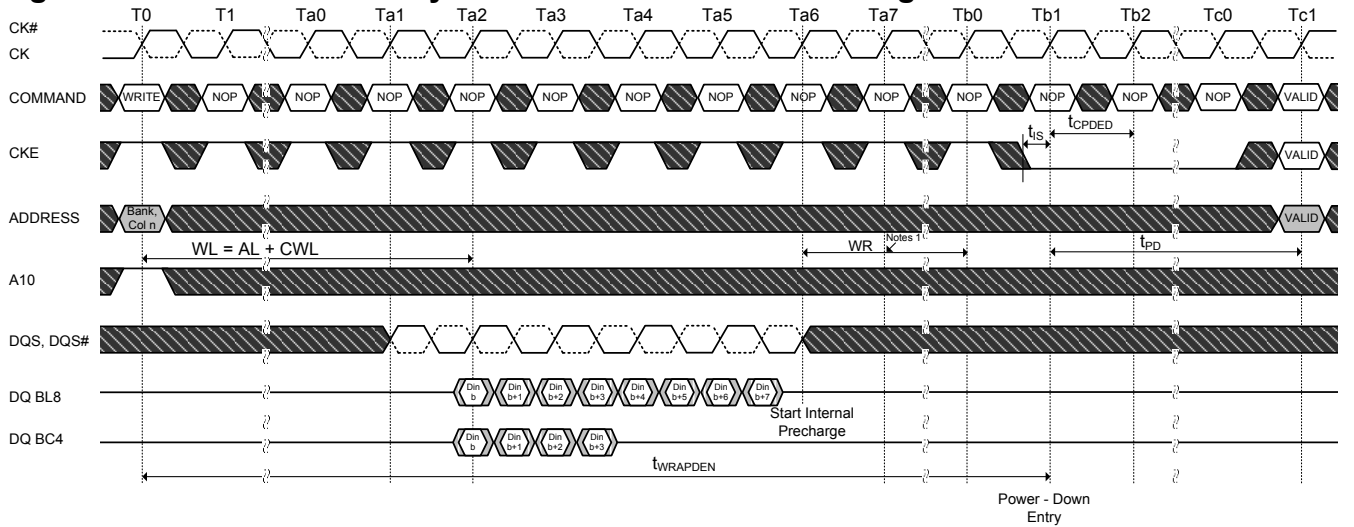 T0 T1 Ta0 Ta1 Ta2 Ta3 Ta4 Ta5 Ta6 Ta7 Tb0 Tb1 Tb2 Tc0 Tc1
CK#
CK
COMMAND WRITE NOP NOP NOP NOP NOP NOP NOP NOP NOP NOP NOP NOP NOP VALID
tIS tCPDED
CKE VALID
ADDRESS Bank, Col n VALID
WL = AL + CWL WR Notes 1 tPD
A10
DQS, DQS#
DQ BL8 Din b Din b+1 Din b+2 Din b+3 Din b+4 Din b+5 Din b+6 Din b+7
Start Internal
Precharge
DQ BC4 Din b Din b+1 Din b+2 Din b+3
tWRAPDEN
Power - Down
Entry